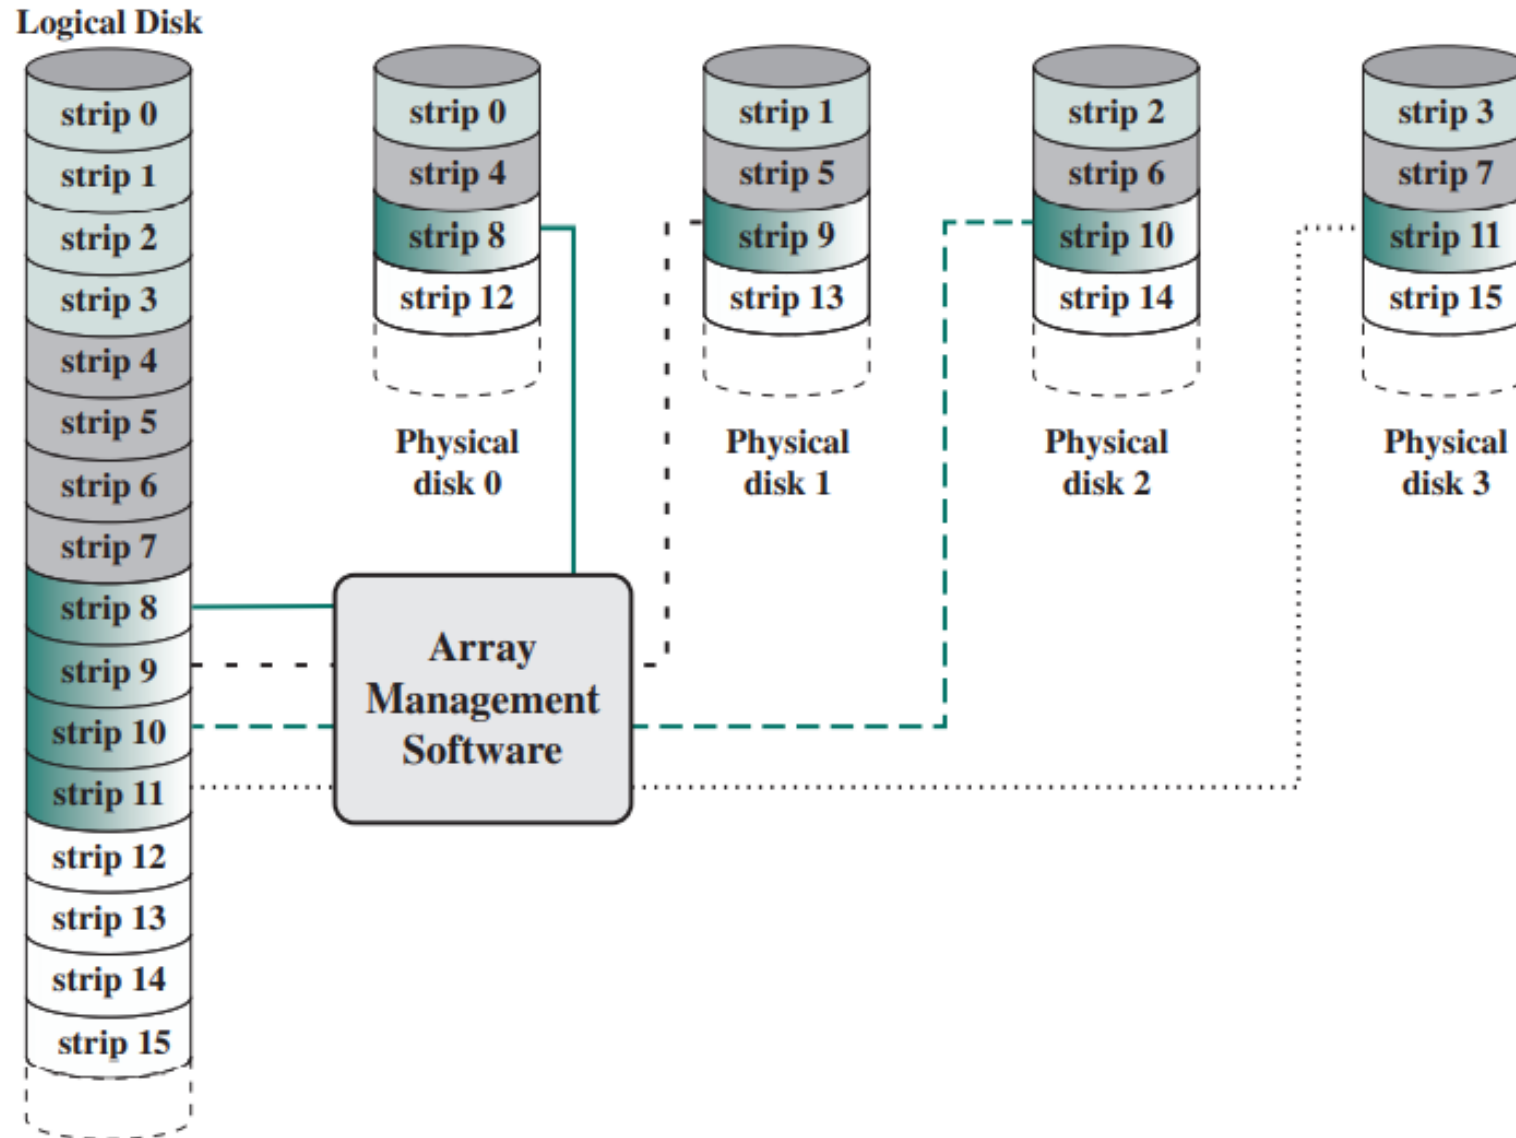 Logical Disk
strip 0
strip 1
strip 2
strip 3
strip 4
strip 5
strip 6
strip 7
strip 8
strip 9
strip 10
strip 11
strip 12
strip 13
strip 14
strip 15
strip 0
strip 4
strip 8
strip 12
Physical
disk 0
strip 1
strip 5
strip 9
strip 13
Physical
disk 1
strip 2
strip 6
strip 10
strip 14
Physical
disk 2
strip 3
strip 7
strip 11
strip 15
Physical
disk 3
Array
Management
Software